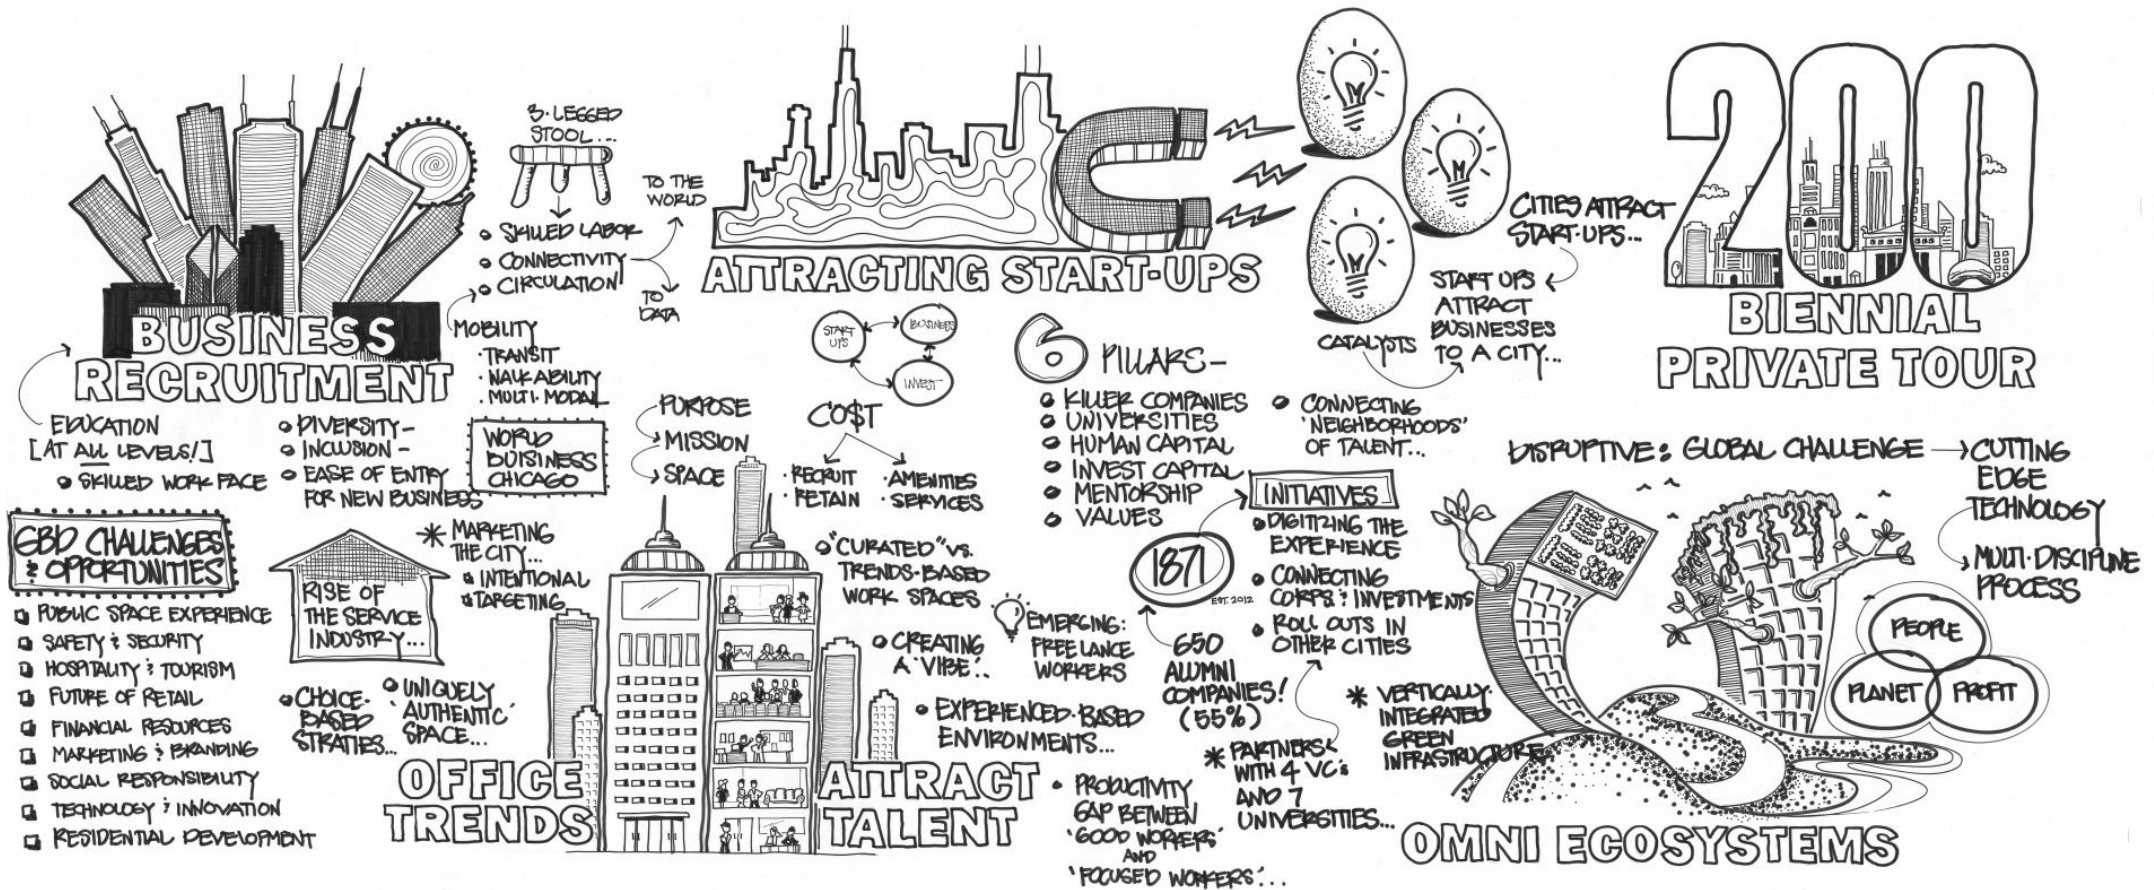 BUSINESS
RECRUITMENT
EDUCATION
[AT ALL LEVELS!]
SKILLED WORK FACE
DIVERSITY-
INCLUSION-
EASE OF ENTRY
FOR NEW BUSINESS
3-LEGGED
STOOL...
SKILLED LABOR
CONNECTIVITY
CIRCULATION
TO THE
WORLD
TO
DATA
MOBILITY
· TRANSIT
· WALKABILITY
· MULTI-MODAL
WORLD
BUISINESS
CHICAGO
GBD CHALLENGES
& OPPORTUNITIES
PUBLIC SPACE EXPERIENCE
SAFETY & SECURITY
HOSPITALITY & TOURISM
FUTURE OF RETAIL
FINANCIAL RESOURCES
MARKETING & BRANDING
SOCIAL RESPONSIBILITY
TECHNOLOGY & INNOVATION
RESIDENTIAL DEVELOPMENT
RISE OF
THE SERVICE
INDUSTRY...
* MARKETING
THE CITY...
INTENTIONAL
TARGETING
CHOICE-
BASED
STRATIES...
UNIQUELY
'AUTHENTIC'
SPACE...
OFFICE
TRENDS
ATTRACT
TALENT
PURPOSE
MISSION
SPACE
ATTRACTING START-UPS
START
UPS
BUSINESS
INVEST
CO$T
· RECRUIT
· RETAIN
· AMENITIES
· SERVICES
"CURATED" VS.
TRENDS-BASED
WORK SPACES
CREATING
A 'VIBE'..
EXPERIENCED-BASED
ENVIRONMENTS...
EMERGING:
FREELANCE
WORKERS
6 PILLARS-
KILLER COMPANIES
UNIVERSITIES
HUMAN CAPITAL
INVEST CAPITAL
MENTORSHIP
VALUES
CONNECTING
'NEIGHBORHOODS'
OF TALENT...
CITIES ATTRACT
START-UPS...
START UPS
ATTRACT
BUSINESSES
TO A CITY...
CATALYSTS
1871
EST. 2012
INITIATIVES
DIGITIZING THE
EXPERIENCE
CONNECTING
CORPS & INVESTMENTS
ROLL OUTS IN
OTHER CITIES
650
ALUMNI
COMPANIES!
(55%)
* PARTNERS
WITH 4 VC's
AND 7
UNIVERSITIES...
· PRODUCTIVITY
GAP BETWEEN
'GOOD WORKERS'
AND
'FOCUSED WORKERS'...
200
BIENNIAL
PRIVATE TOUR
DISRUPTIVE: GLOBAL CHALLENGE
CUTTING
EDGE
TECHNOLOGY
MULTI-DISCIPLINE
PROCESS
PEOPLE
PLANET
PROFIT
* VERTICALLY-
INTEGRATED
GREEN
INFRASTRUCTURE
OMNI ECOSYSTEMS